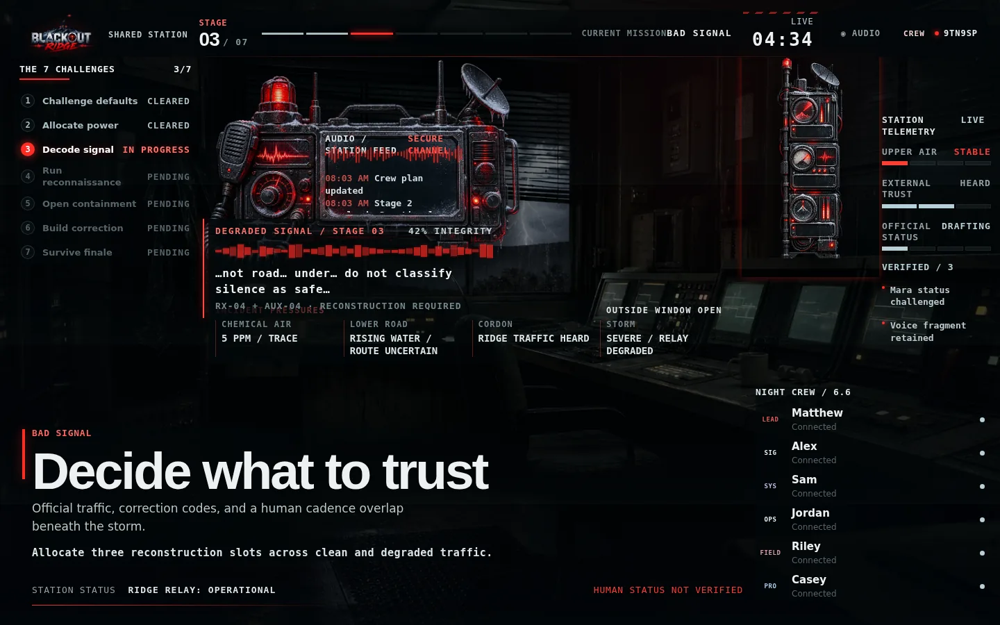 BLACKOUT
RIDGE
SHARED STATION
STAGE
03 / 07
CURRENT MISSION BAD SIGNAL
LIVE
04:34
◉ AUDIO
CREW 9TN9SP
THE 7 CHALLENGES 3/7
1 Challenge defaults CLEARED
2 Allocate power CLEARED
3 Decode signal IN PROGRESS
4 Run
reconnaissance PENDING
5 Open containment PENDING
6 Build correction PENDING
7 Survive finale PENDING
AUDIO /
STATION FEED
SECURE
CHANNEL
08:03 AM Crew plan
updated
08:03 AM Stage 2
DEGRADED SIGNAL / STAGE 03 42% INTEGRITY
…not road… under… do not classify
silence as safe…
RX-04 + AUX-04 · RECONSTRUCTION REQUIRED
INCIDENT PRESSURES
OUTSIDE WINDOW OPEN
CHEMICAL AIR
5 PPM / TRACE
LOWER ROAD
RISING WATER /
ROUTE UNCERTAIN
CORDON
RIDGE TRAFFIC HEARD
STORM
SEVERE / RELAY
DEGRADED
STATION
TELEMETRY
LIVE
UPPER AIR STABLE
EXTERNAL
TRUST
HEARD
OFFICIAL
STATUS
DRAFTING
VERIFIED / 3
Mara status
challenged
Voice fragment
retained
BAD SIGNAL
Decide what to trust
Official traffic, correction codes, and a human cadence overlap
beneath the storm.
Allocate three reconstruction slots across clean and degraded traffic.
STATION STATUS RIDGE RELAY: OPERATIONAL
HUMAN STATUS NOT VERIFIED
NIGHT CREW / 6.6
LEAD Matthew
Connected
SIG Alex
Connected
SYS Sam
Connected
OPS Jordan
Connected
FIELD Riley
Connected
PRO Casey
Connected